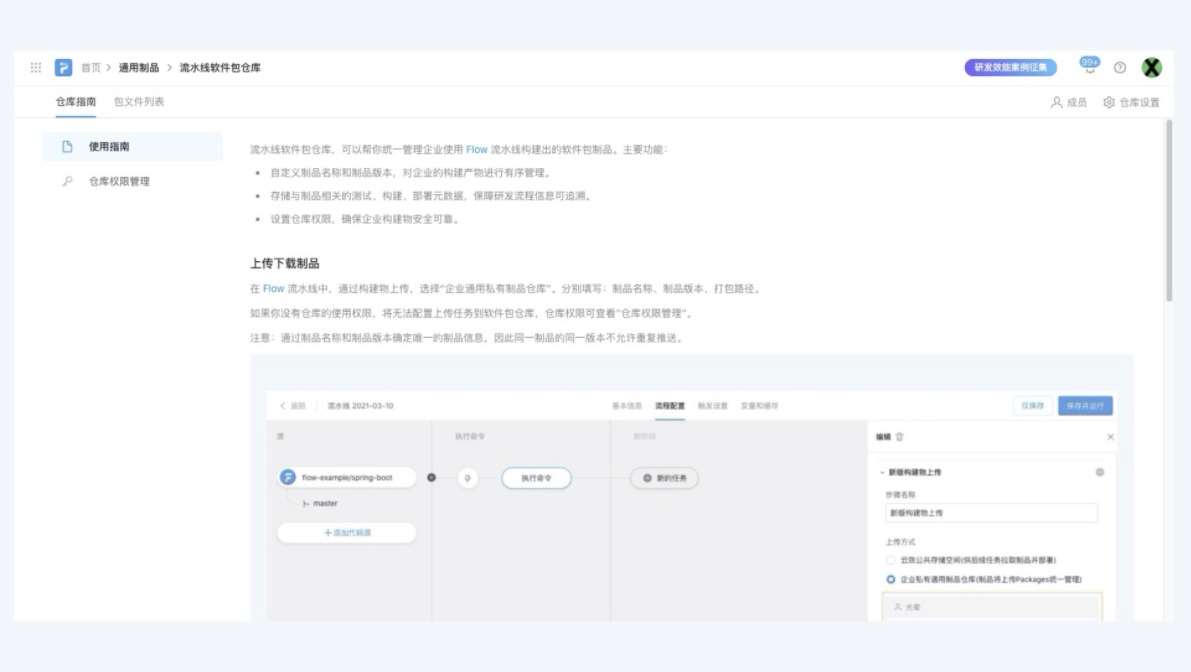 首页 > 通用制品 > 流水线软件包仓库
研发效能案例征集
99+
仓库指南 包文件列表
成员 仓库设置
使用指南
仓库权限管理
流水线软件包仓库，可以帮你统一管理企业使用 Flow 流水线构建出的软件包制品。主要功能：
• 自定义制品名称和制品版本，对企业的构建产物进行有序管理。
• 存储与制品相关的测试、构建、部署元数据，保障研发流程信息可追溯。
• 设置仓库权限，确保企业构建物安全可靠。
上传下载制品
在 Flow 流水线中，通过构建物上传，选择“企业通用私有制品仓库”。分别填写：制品名称、制品版本、打包路径。
如果你没有仓库的使用权限，将无法配置上传任务到软件包仓库，仓库权限可查看“仓库权限管理”。
注意：通过制品名称和制品版本确定唯一的制品信息，因此同一制品的同一版本不允许重复推送。
返回 流水线 2021-03-10
基本信息 流程配置 触发设置 变量和缓存
仅保存 保存并运行
源 执行命令 新阶段
编辑
flow-example/spring-boot
执行命令
新的任务
master
+添加代码源
新版构建物上传
步骤名称
新版构建物上传
上传方式
云效公共存储空间(供后续任务拉取制品并部署)
企业私有通用制品仓库(制品将上传Packages统一管理)